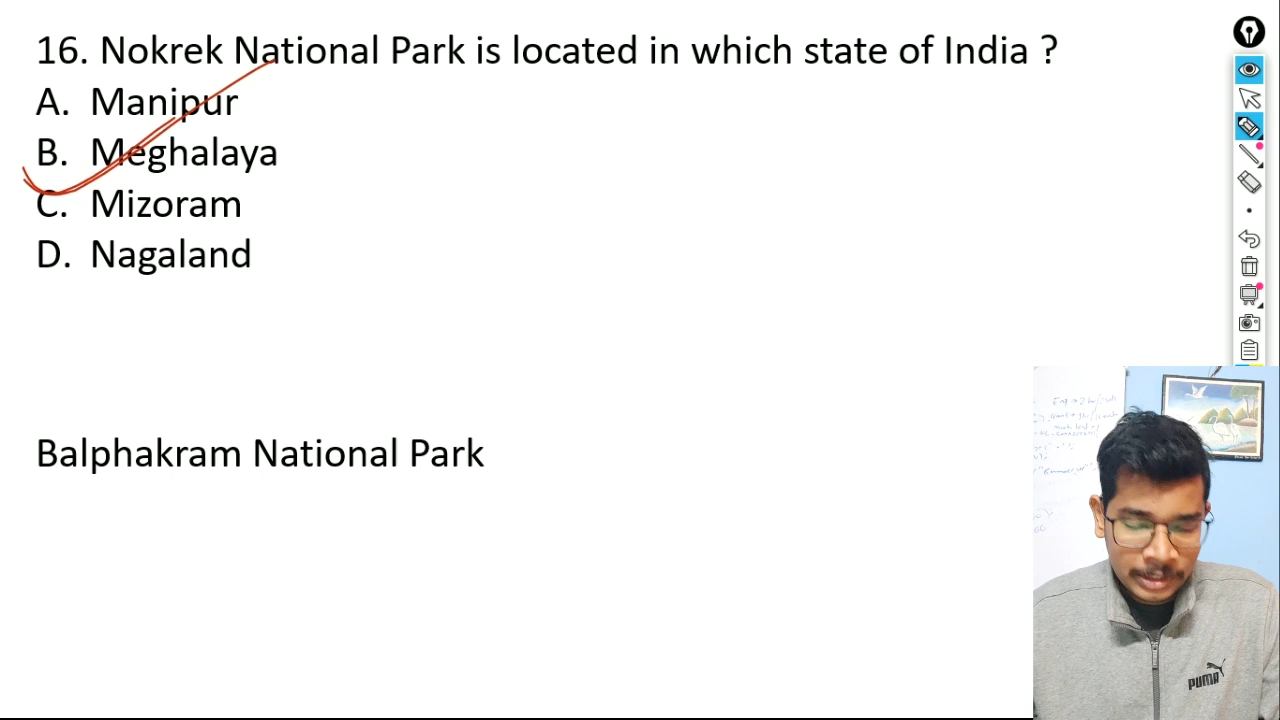 16. Nokrek National Park is located in which state of India ?
A. Manipur
B. Meghalaya
C. Mizoram
D. Nagaland
Balphakram National Park
PUMA